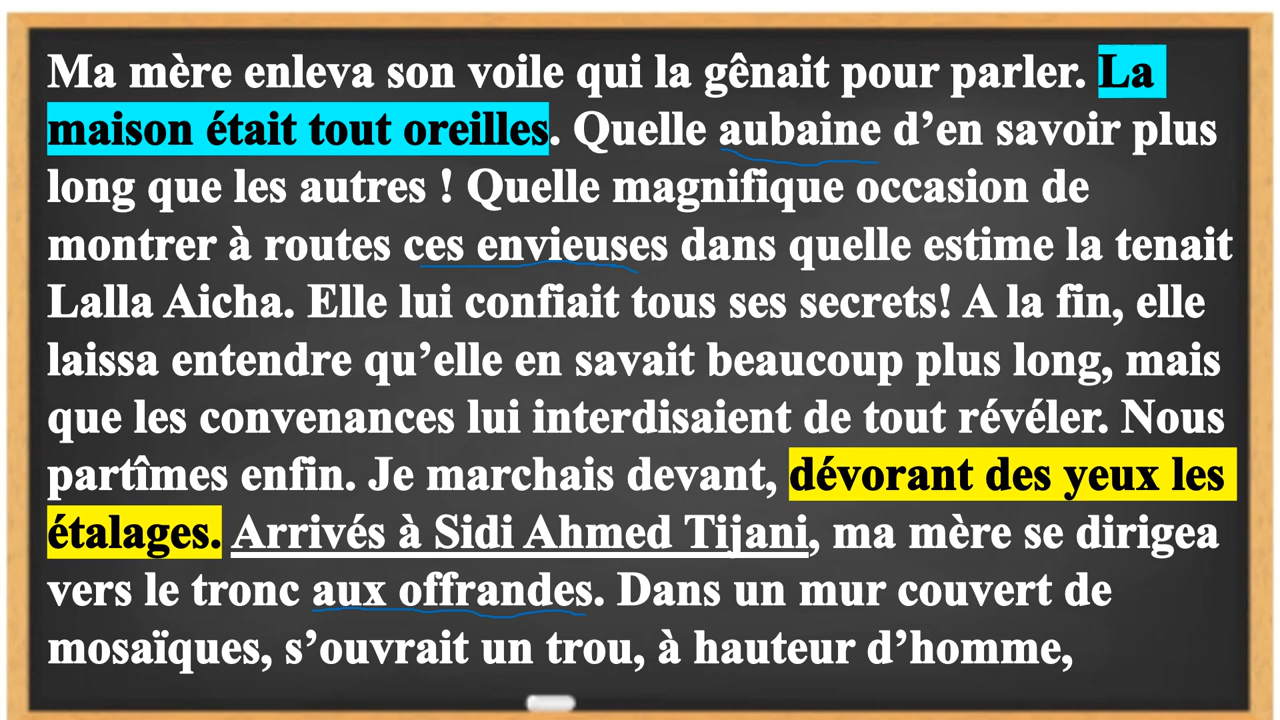 Ma mère enleva son voile qui la gênait pour parler. La
maison était tout oreilles. Quelle aubaine d’en savoir plus
long que les autres ! Quelle magnifique occasion de
montrer à routes ces envieuses dans quelle estime la tenait
Lalla Aicha. Elle lui confiait tous ses secrets! A la fin, elle
laissa entendre qu’elle en savait beaucoup plus long, mais
que les convenances lui interdisaient de tout révéler. Nous
partîmes enfin. Je marchais devant, dévorant des yeux les
étalages. Arrivés à Sidi Ahmed Tijani, ma mère se dirigea
vers le tronc aux offrandes. Dans un mur couvert de
mosaïques, s’ouvrait un trou, à hauteur d’homme,